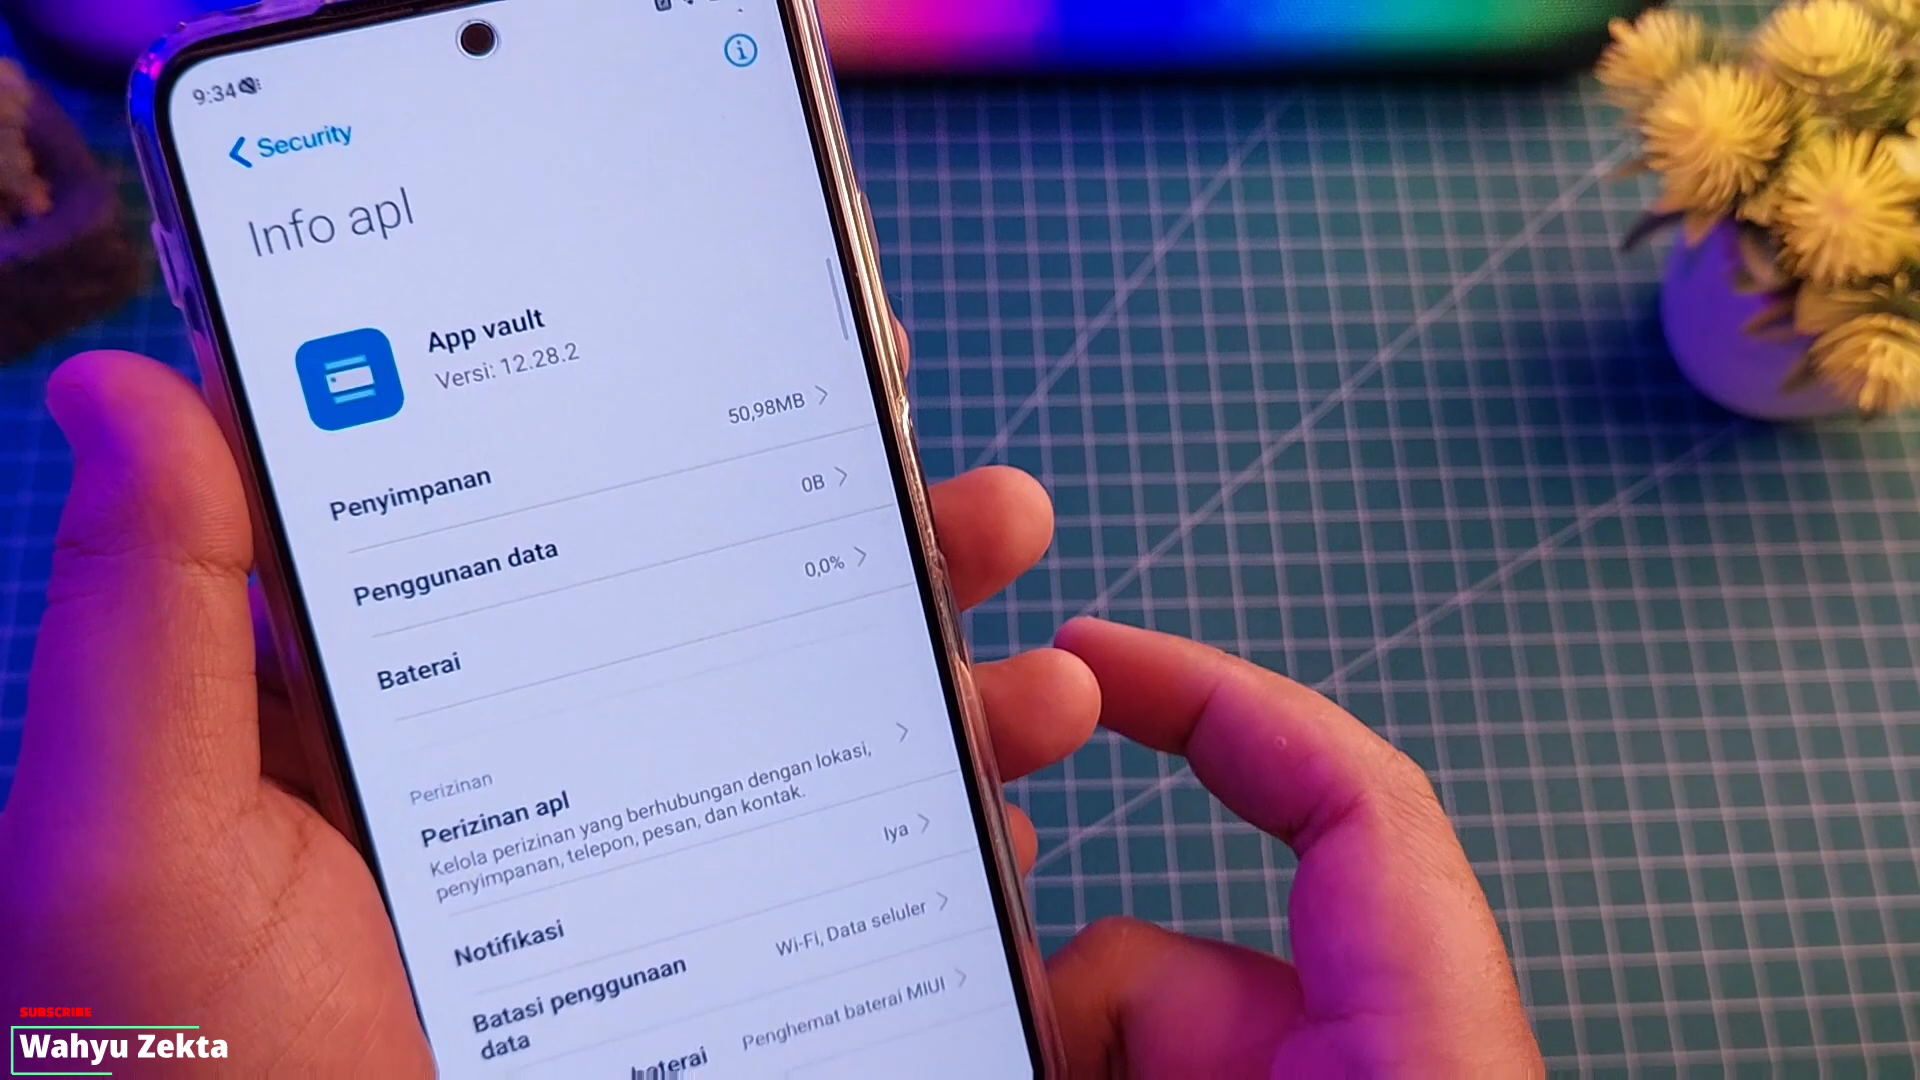 9:34
Security
Info apl
App vault
Versi: 12.28.2
50,98MB
Penyimpanan
0B
Penggunaan data
0,0%
Baterai
Perizinan
Perizinan apl
Kelola perizinan yang berhubungan dengan lokasi,
penyimpanan, telepon, pesan, dan kontak.
Iya
Notifikasi
Wi-Fi, Data seluler
Batasi penggunaan
data
Penghemat baterai MIUI
baterai
SUBSCRIBE
Wahyu Zekta